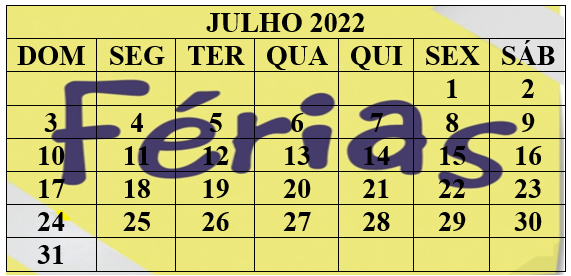 JULHO 2022
DOM SEG TER QUA QUI SEX SÁB
1 2
3 4 5 6 7 8 9
10 11 12 13 14 15 16
17 18 19 20 21 22 23
24 25 26 27 28 29 30
31
Férias